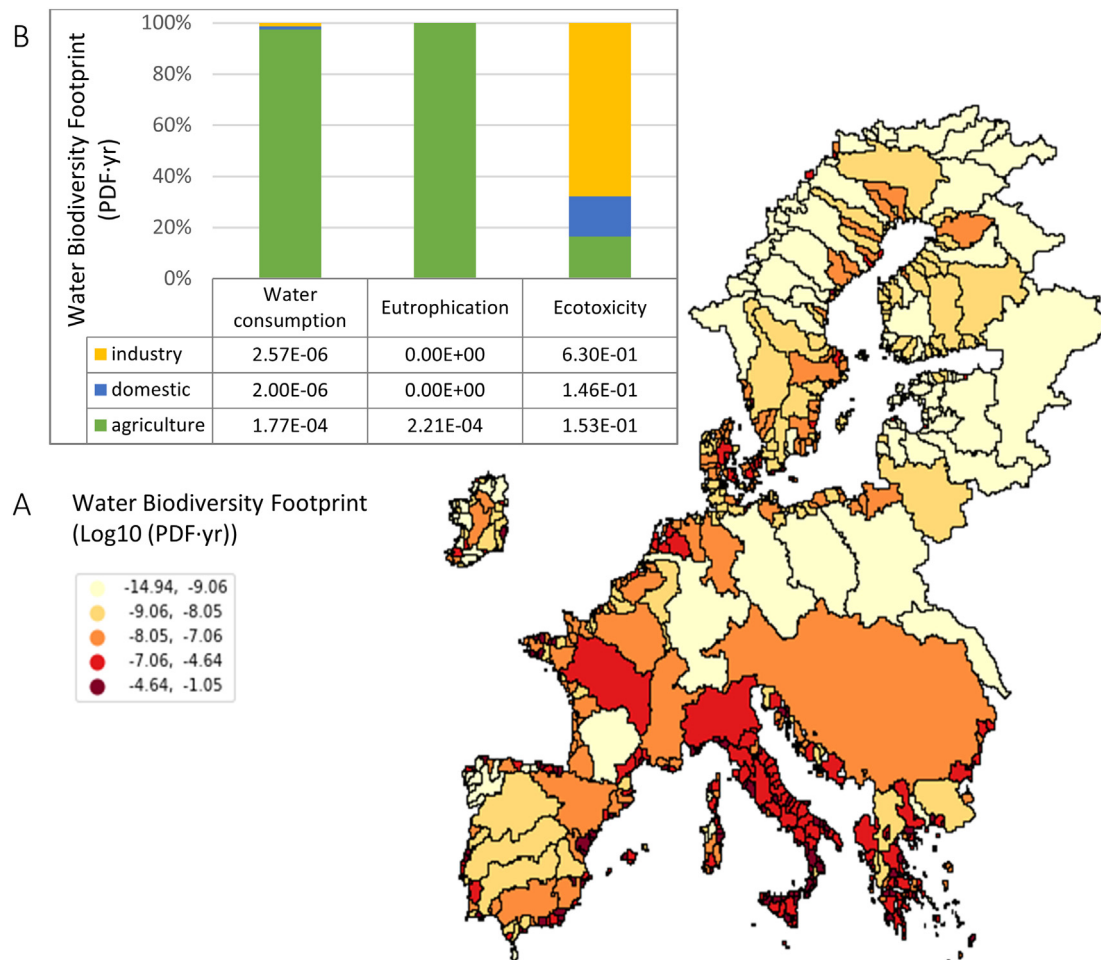 B
Water Biodiversity Footprint
(PDF·yr)
100%
80%
60%
40%
20%
0%
Water
consumption
Eutrophication
Ecotoxicity
industry 2.57E-06 0.00E+00 6.30E-01
domestic 2.00E-06 0.00E+00 1.46E-01
agriculture 1.77E-04 2.21E-04 1.53E-01
A
Water Biodiversity Footprint
(Log10 (PDF·yr))
-14.94, -9.06
-9.06, -8.05
-8.05, -7.06
-7.06, -4.64
-4.64, -1.05